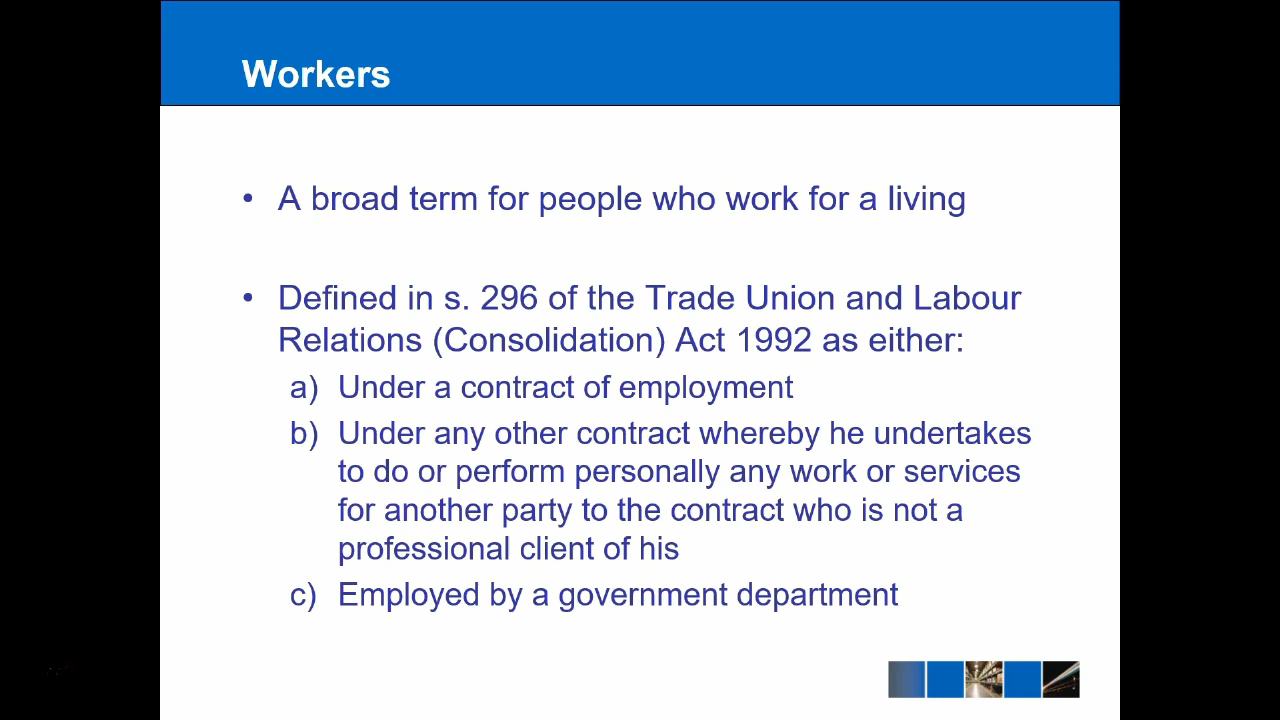 Workers
• A broad term for people who work for a living
• Defined in s. 296 of the Trade Union and Labour
Relations (Consolidation) Act 1992 as either:
a) Under a contract of employment
b) Under any other contract whereby he undertakes
to do or perform personally any work or services
for another party to the contract who is not a
professional client of his
c) Employed by a government department